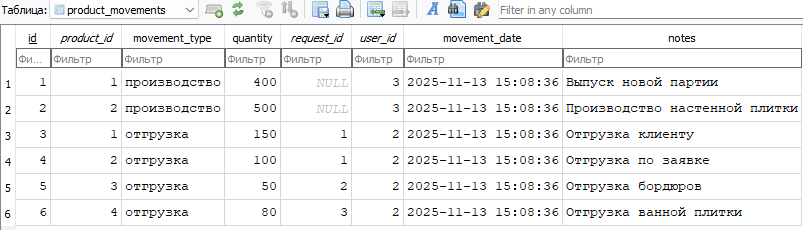 Таблица: product_movements Filter in any column
id product_id movement_type quantity request_id user_id movement_date notes
Фи... Фильтр Фильтр Фильтр Фильтр Фильтр Фильтр Фильтр
1 1 1 производство 400 NULL 3 2025-11-13 15:08:36 Выпуск новой партии
2 2 2 производство 500 NULL 3 2025-11-13 15:08:36 Производство настенной плитки
3 3 1 отгрузка 150 1 2 2025-11-13 15:08:36 Отгрузка клиенту
4 4 2 отгрузка 100 1 2 2025-11-13 15:08:36 Отгрузка по заявке
5 5 3 отгрузка 50 2 2 2025-11-13 15:08:36 Отгрузка бордюров
6 6 4 отгрузка 80 3 2 2025-11-13 15:08:36 Отгрузка ванной плитки